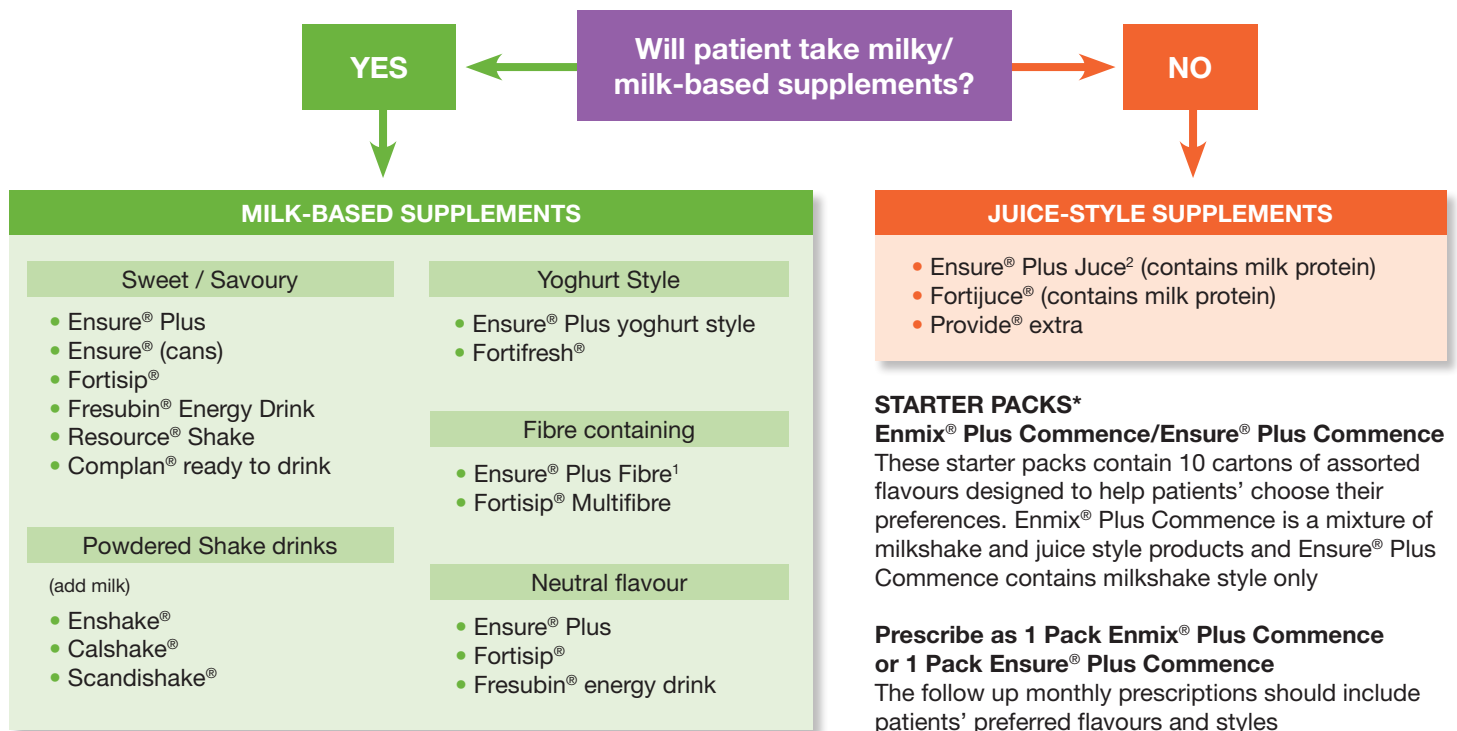 Will patient take milky/
milk-based supplements?
YES
NO
MILK-BASED SUPPLEMENTS
Sweet / Savoury
• Ensure® Plus
• Ensure® (cans)
• Fortisip®
• Fresubin® Energy Drink
• Resource® Shake
• Complan® ready to drink
Powdered Shake drinks
(add milk)
• Enshake®
• Calshake®
• Scandishake®
Yoghurt Style
• Ensure® Plus yoghurt style
• Fortifresh®
Fibre containing
• Ensure® Plus Fibre¹
• Fortisip® Multifibre
Neutral flavour
• Ensure® Plus
• Fortisip®
• Fresubin® energy drink
JUICE-STYLE SUPPLEMENTS
• Ensure® Plus Juce² (contains milk protein)
• Fortijuce® (contains milk protein)
• Provide® extra
STARTER PACKS*
Enmix® Plus Commence/Ensure® Plus Commence
These starter packs contain 10 cartons of assorted
flavours designed to help patients’ choose their
preferences. Enmix® Plus Commence is a mixture of
milkshake and juice style products and Ensure® Plus
Commence contains milkshake style only
Prescribe as 1 Pack Enmix® Plus Commence
or 1 Pack Ensure® Plus Commence
The follow up monthly prescriptions should include
patients’ preferred flavours and styles